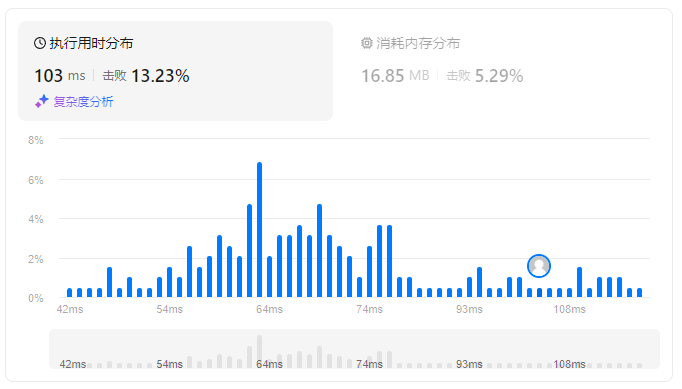 执行用时分布
消耗内存分布
103 ms 击败 13.23%
16.85 MB 击败 5.29%
复杂度分析
8%
6%
4%
2%
0%
42ms 54ms 64ms 74ms 93ms 108ms
42ms 54ms 64ms 74ms 93ms 108ms